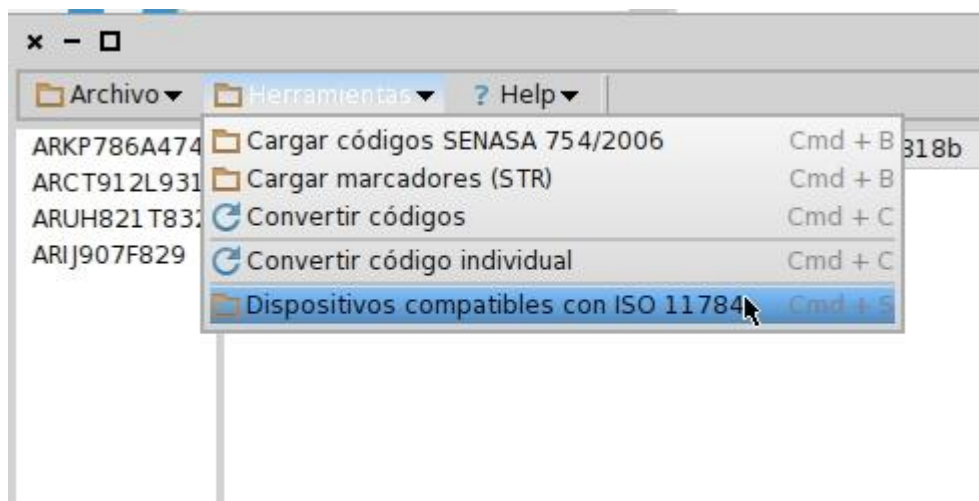 Archivo Herramientas ? Help
ARKP786A474
ARCT912L931
ARUH821T832
ARIJ907F829
Cargar códigos SENASA 754/2006 Cmd + B
Cargar marcadores (STR) Cmd + B
Convertir códigos Cmd + C
Convertir código individual Cmd + C
Dispositivos compatibles con ISO 11784 Cmd + S
318b